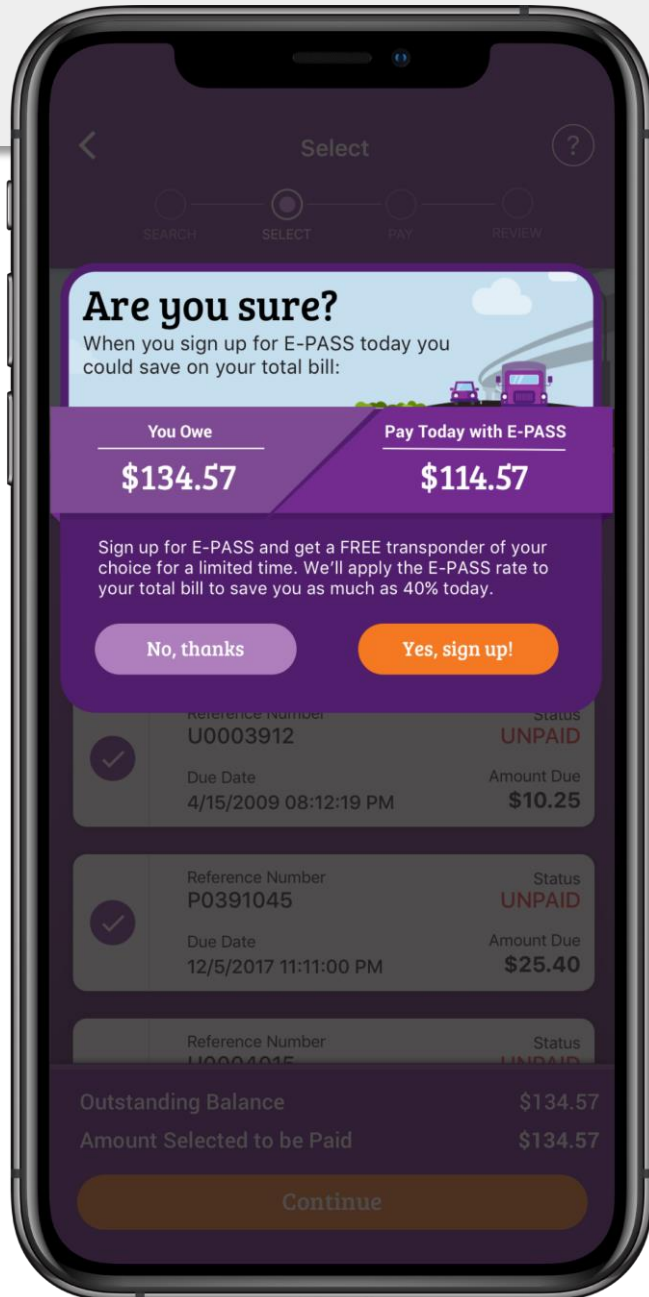 Select
?
SEARCH SELECT PAY REVIEW
Are you sure?
When you sign up for E-PASS today you
could save on your total bill:
You Owe
$134.57
Pay Today with E-PASS
$114.57
Sign up for E-PASS and get a FREE transponder of your
choice for a limited time. We’ll apply the E-PASS rate to
your total bill to save you as much as 40% today.
No, thanks
Yes, sign up!
Reference Number Status
U0003912 UNPAID
Due Date Amount Due
4/15/2009 08:12:19 PM $10.25
Reference Number Status
P0391045 UNPAID
Due Date Amount Due
12/5/2017 11:11:00 PM $25.40
Reference Number Status
U0004015 UNPAID
Outstanding Balance $134.57
Amount Selected to be Paid $134.57
Continue